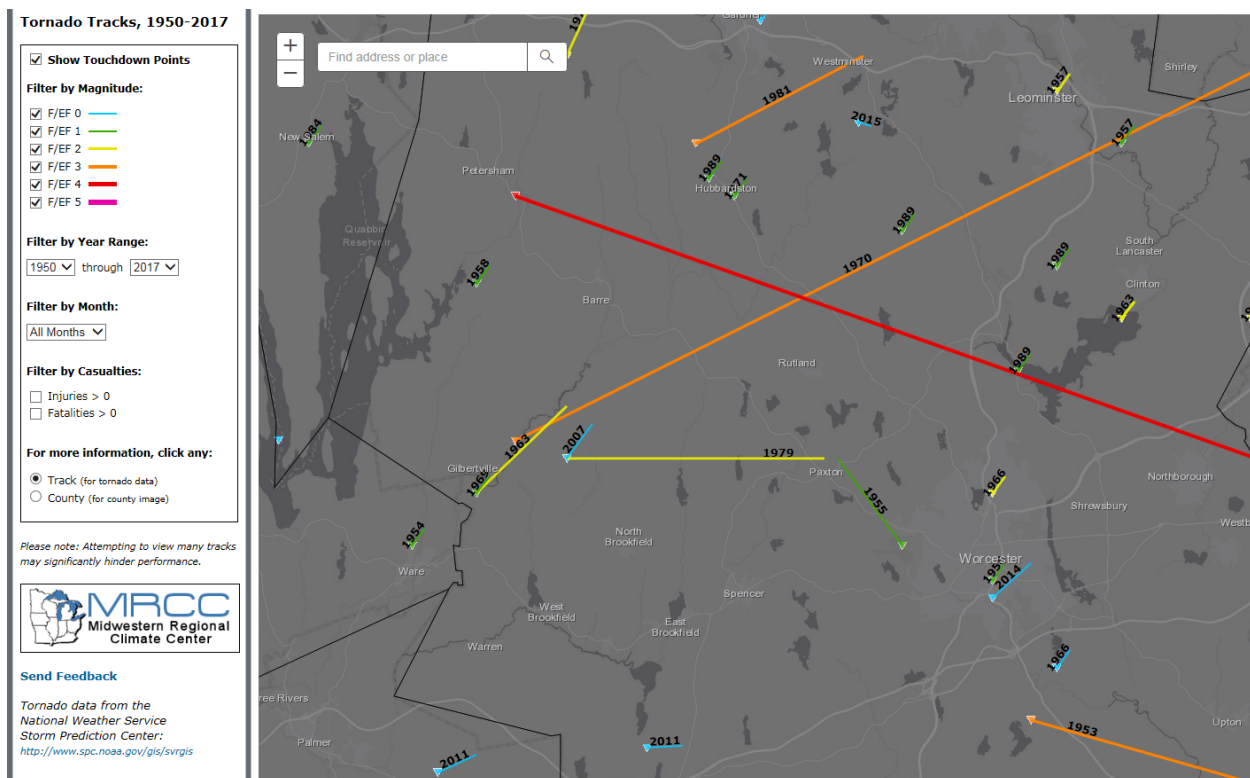 Tornado Tracks, 1950-2017
Show Touchdown Points
Filter by Magnitude:
F/EF 0
F/EF 1
F/EF 2
F/EF 3
F/EF 4
F/EF 5
Filter by Year Range:
1950 through 2017
Filter by Month:
All Months
Filter by Casualties:
Injuries > 0
Fatalities > 0
For more information, click any:
Track (for tornado data)
County (for county image)
Please note: Attempting to view many tracks
may significantly hinder performance.
MRCC
Midwestern Regional
Climate Center
Send Feedback
Tornado data from the
National Weather Service
Storm Prediction Center:
http://www.spc.noaa.gov/gis/svrgis
+
−
Find address or place
Gardner
Westminster
Shirley
1957
Leominster
1981
2015
1984
New Salem
1957
Petersham
1989
Hubbardston
1989
Quabbin
Reservoir
South
Lancaster
1989
1970
1958
Clinton
Barre
1963
Rutland
1989
1963
2007
1979
Gilbertville
Paxton
1969
1955
1966
Northborough
Shrewsbury
1954
North
Brookfield
Ware
Worcester
2014
Spencer
West
Brookfield
East
Brookfield
Warren
1966
ree Rivers
1953
Upton
Palmer
2011
2011